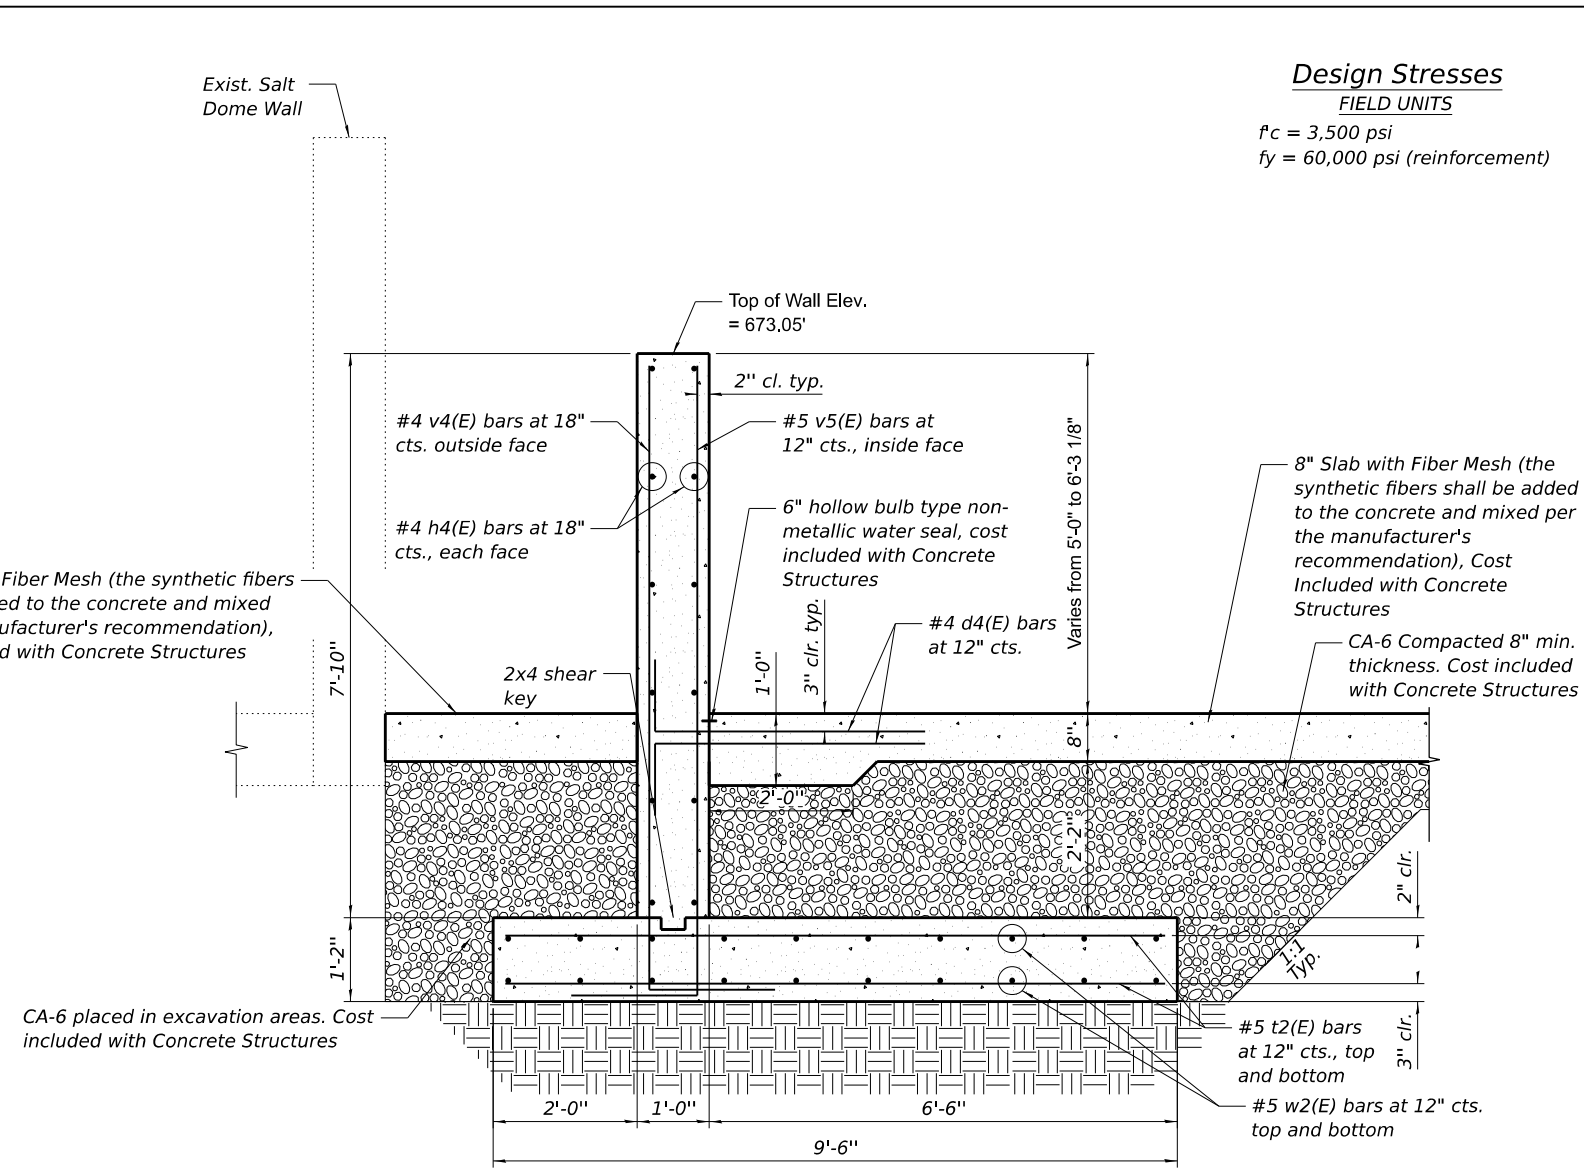 Exist. Salt
Dome Wall
Design Stresses
FIELD UNITS
f'c = 3,500 psi
fy = 60,000 psi (reinforcement)
Top of Wall Elev.
= 673.05'
2" cl. typ.
#4 v4(E) bars at 18"
cts. outside face
#5 v5(E) bars at
12" cts., inside face
#4 h4(E) bars at 18"
cts., each face
6" hollow bulb type non-
metallic water seal, cost
included with Concrete
Structures
Varies from 5'-0" to 6'-3 1/8"
8" Slab with Fiber Mesh (the
synthetic fibers shall be added
to the concrete and mixed per
the manufacturer's
recommendation), Cost
Included with Concrete
Structures
Fiber Mesh (the synthetic fibers
ed to the concrete and mixed
ufacturer's recommendation),
d with Concrete Structures
7'-10"
2x4 shear
key
1'-0"
3" clr. typ.
#4 d4(E) bars
at 12" cts.
CA-6 Compacted 8" min.
thickness. Cost included
with Concrete Structures
8"
2'-0"
2'-2"
2" clr.
1'-2"
1:1
Typ.
3" clr.
CA-6 placed in excavation areas. Cost
included with Concrete Structures
#5 t2(E) bars
at 12" cts., top
and bottom
#5 w2(E) bars at 12" cts.
top and bottom
2'-0"
1'-0"
6'-6"
9'-6"